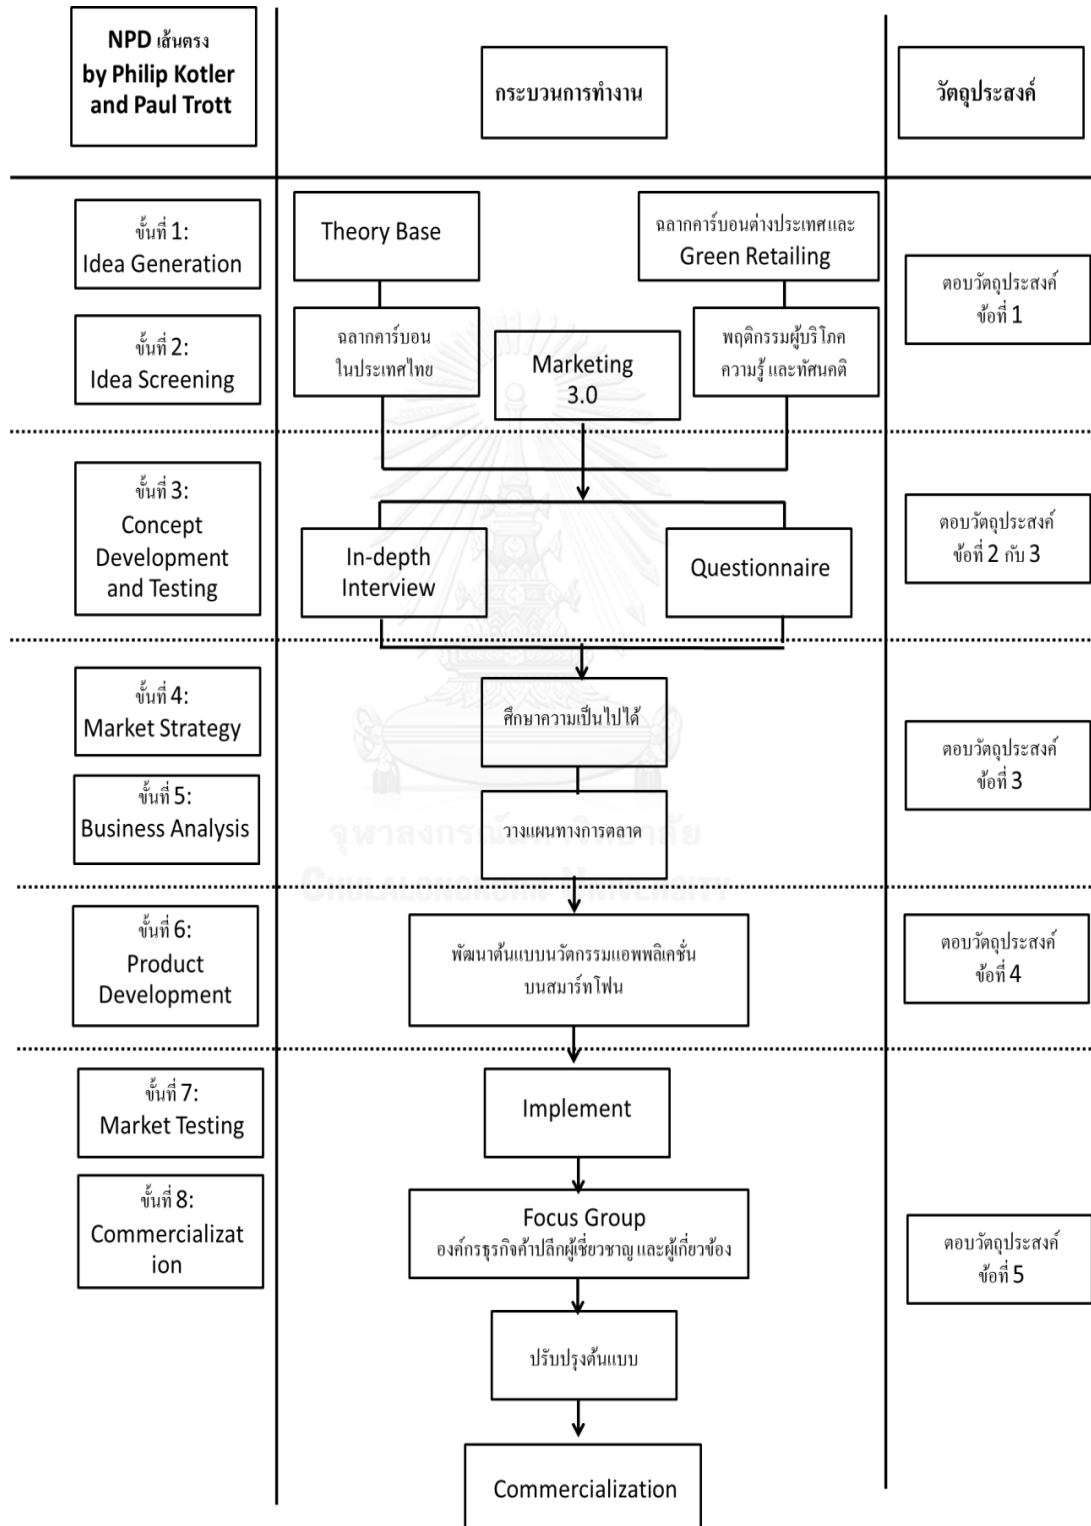 NPD เส้นตรง
by Philip Kotler
and Paul Trott
กระบวนการทำงาน
วัตถุประสงค์
ขั้นที่ 1:
Idea Generation
Theory Base
ฉลากคาร์บอนต่างประเทศและ
Green Retailing
ตอบวัตถุประสงค์
ข้อที่ 1
ขั้นที่ 2:
Idea Screening
ฉลากคาร์บอน
ในประเทศไทย
Marketing
3.0
พฤติกรรมผู้บริโภค
ความรู้ และทัศนคติ
ขั้นที่ 3:
Concept
Development
and Testing
In-depth
Interview
Questionnaire
ตอบวัตถุประสงค์
ข้อที่ 2 กับ 3
ขั้นที่ 4:
Market Strategy
ศึกษาความเป็นไปได้
ตอบวัตถุประสงค์
ข้อที่ 3
ขั้นที่ 5:
Business Analysis
วางแผนทางการตลาด
จุฬาลงกรณ์มหาวิทยาลัย
CHULALONGKORN UNIVERSITY
ขั้นที่ 6:
Product
Development
พัฒนาต้นแบบนวัตกรรมแอพพลิเคชั่น
บนสมาร์ทโฟน
ตอบวัตถุประสงค์
ข้อที่ 4
ขั้นที่ 7:
Market Testing
Implement
ขั้นที่ 8:
Commercializat
ion
Focus Group
องค์กรธุรกิจค้าปลีกผู้เชี่ยวชาญ และผู้เกี่ยวข้อง
ตอบวัตถุประสงค์
ข้อที่ 5
ปรับปรุงต้นแบบ
Commercialization